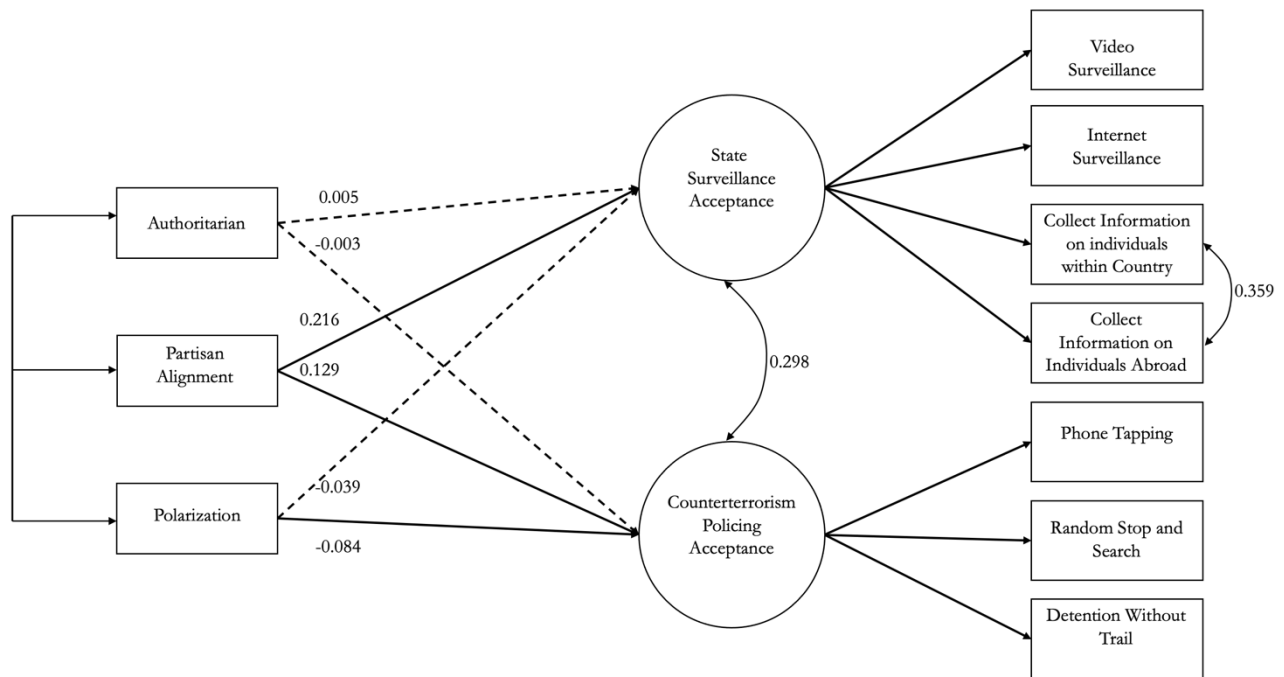 Authoritarian
Partisan
Alignment
Polarization
0.005
-0.003
0.216
0.129
-0.039
-0.084
State
Surveillance
Acceptance
0.298
Counterterrorism
Policing
Acceptance
Video
Surveillance
Internet
Surveillance
Collect Information
on individuals
within Country
0.359
Collect
Information on
Individuals Abroad
Phone Tapping
Random Stop and
Search
Detention Without
Trail